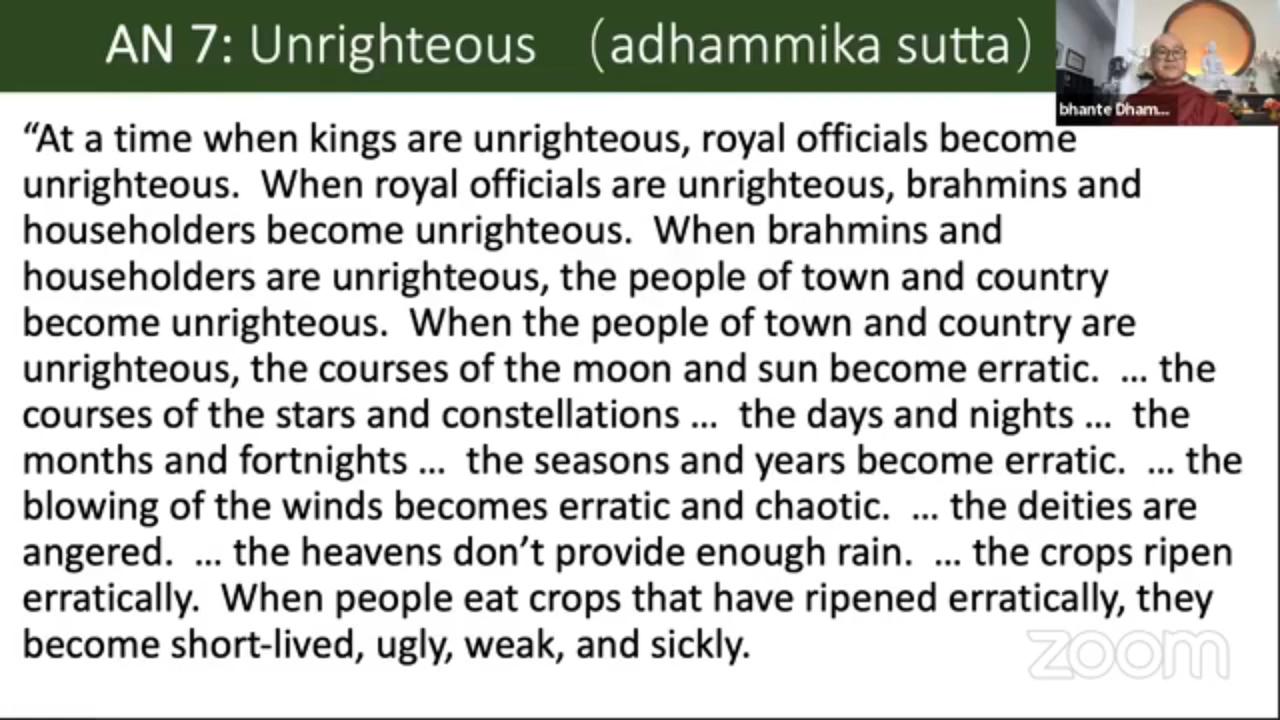 AN 7: Unrighteous (adhammika sutta)
bhante Dham...
“At a time when kings are unrighteous, royal officials become
unrighteous. When royal officials are unrighteous, brahmins and
householders become unrighteous. When brahmins and
householders are unrighteous, the people of town and country
become unrighteous. When the people of town and country are
unrighteous, the courses of the moon and sun become erratic. ... the
courses of the stars and constellations ... the days and nights ... the
months and fortnights ... the seasons and years become erratic. ... the
blowing of the winds becomes erratic and chaotic. ... the deities are
angered. ... the heavens don’t provide enough rain. ... the crops ripen
erratically. When people eat crops that have ripened erratically, they
become short-lived, ugly, weak, and sickly.
zoom